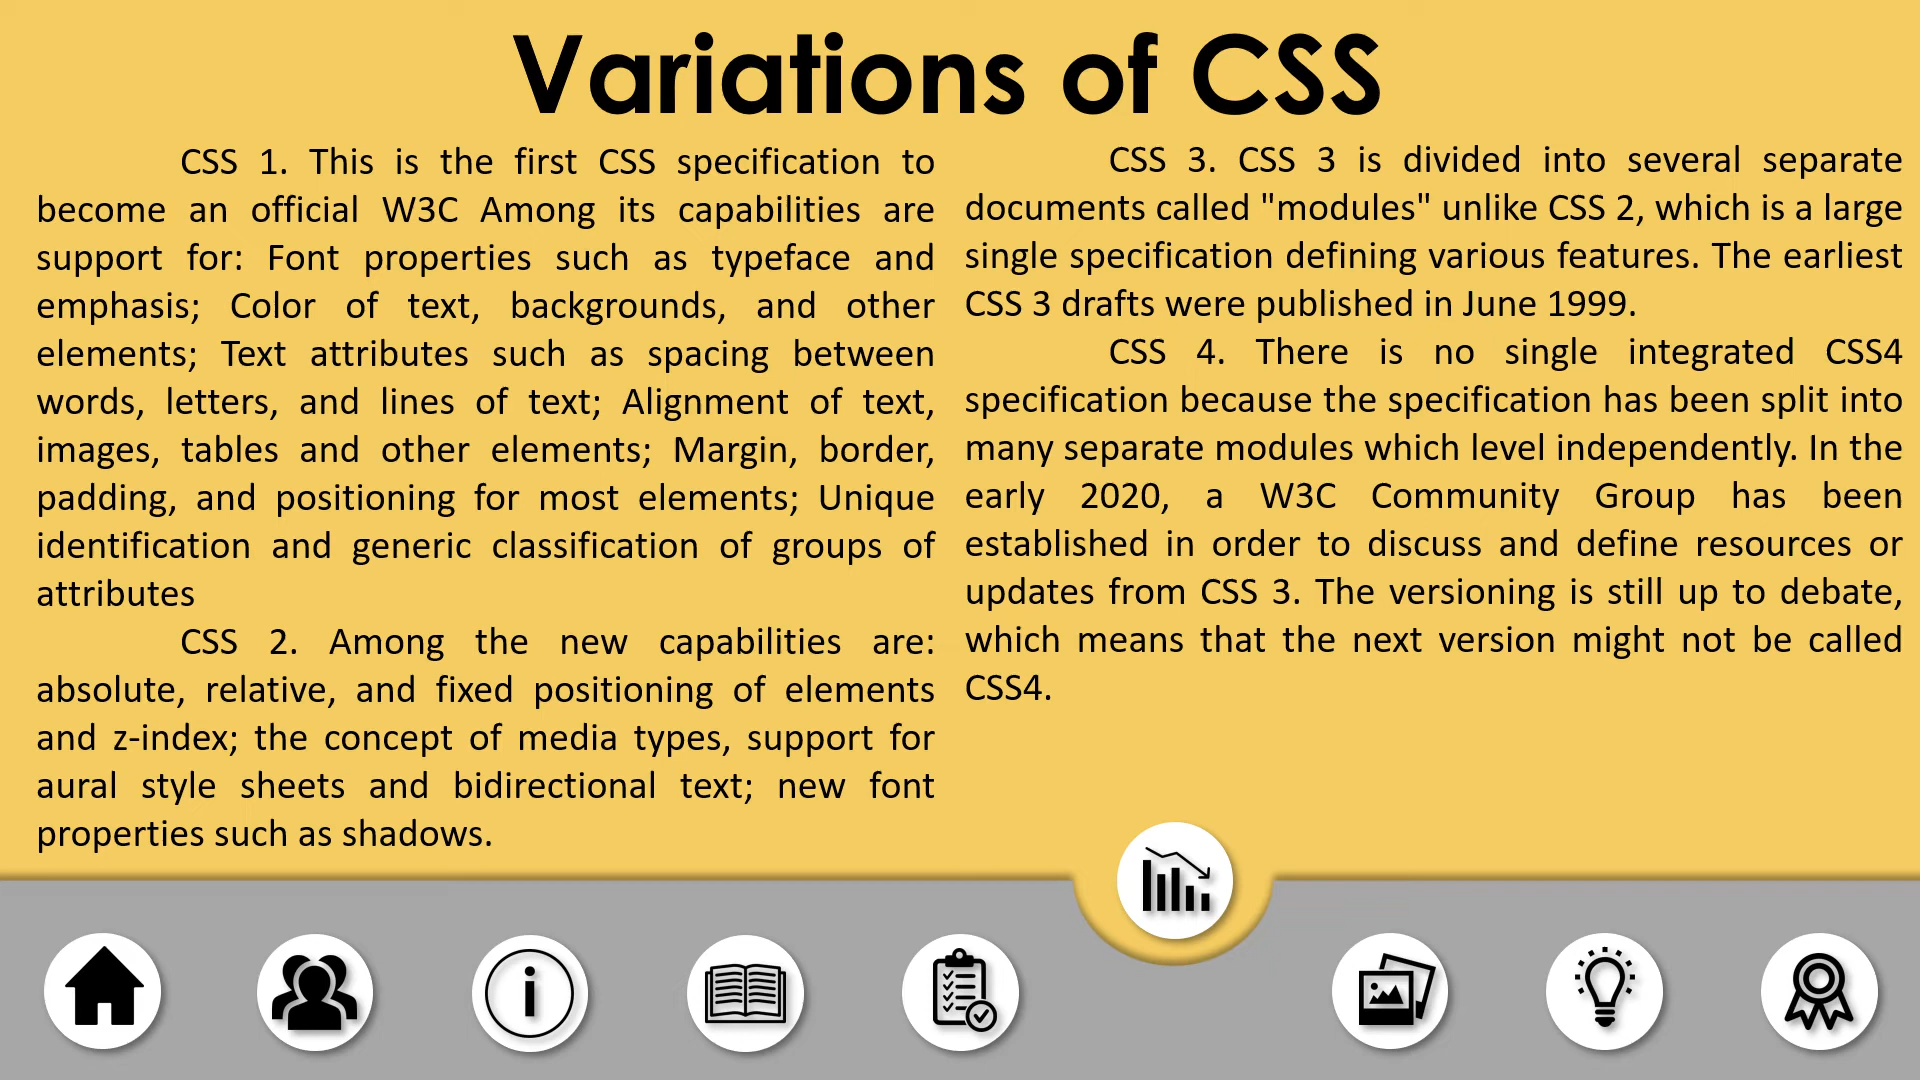 Variations of CSS
CSS 1. This is the first CSS specification to
become an official W3C Among its capabilities are
support for: Font properties such as typeface and
emphasis; Color of text, backgrounds, and other
elements; Text attributes such as spacing between
words, letters, and lines of text; Alignment of text,
images, tables and other elements; Margin, border,
padding, and positioning for most elements; Unique
identification and generic classification of groups of
attributes
CSS 2. Among the new capabilities are:
absolute, relative, and fixed positioning of elements
and z-index; the concept of media types, support for
aural style sheets and bidirectional text; new font
properties such as shadows.
CSS 3. CSS 3 is divided into several separate
documents called "modules" unlike CSS 2, which is a large
single specification defining various features. The earliest
CSS 3 drafts were published in June 1999.
CSS 4. There is no single integrated CSS4
specification because the specification has been split into
many separate modules which level independently. In the
early 2020, a W3C Community Group has been
established in order to discuss and define resources or
updates from CSS 3. The versioning is still up to debate,
which means that the next version might not be called
CSS4.